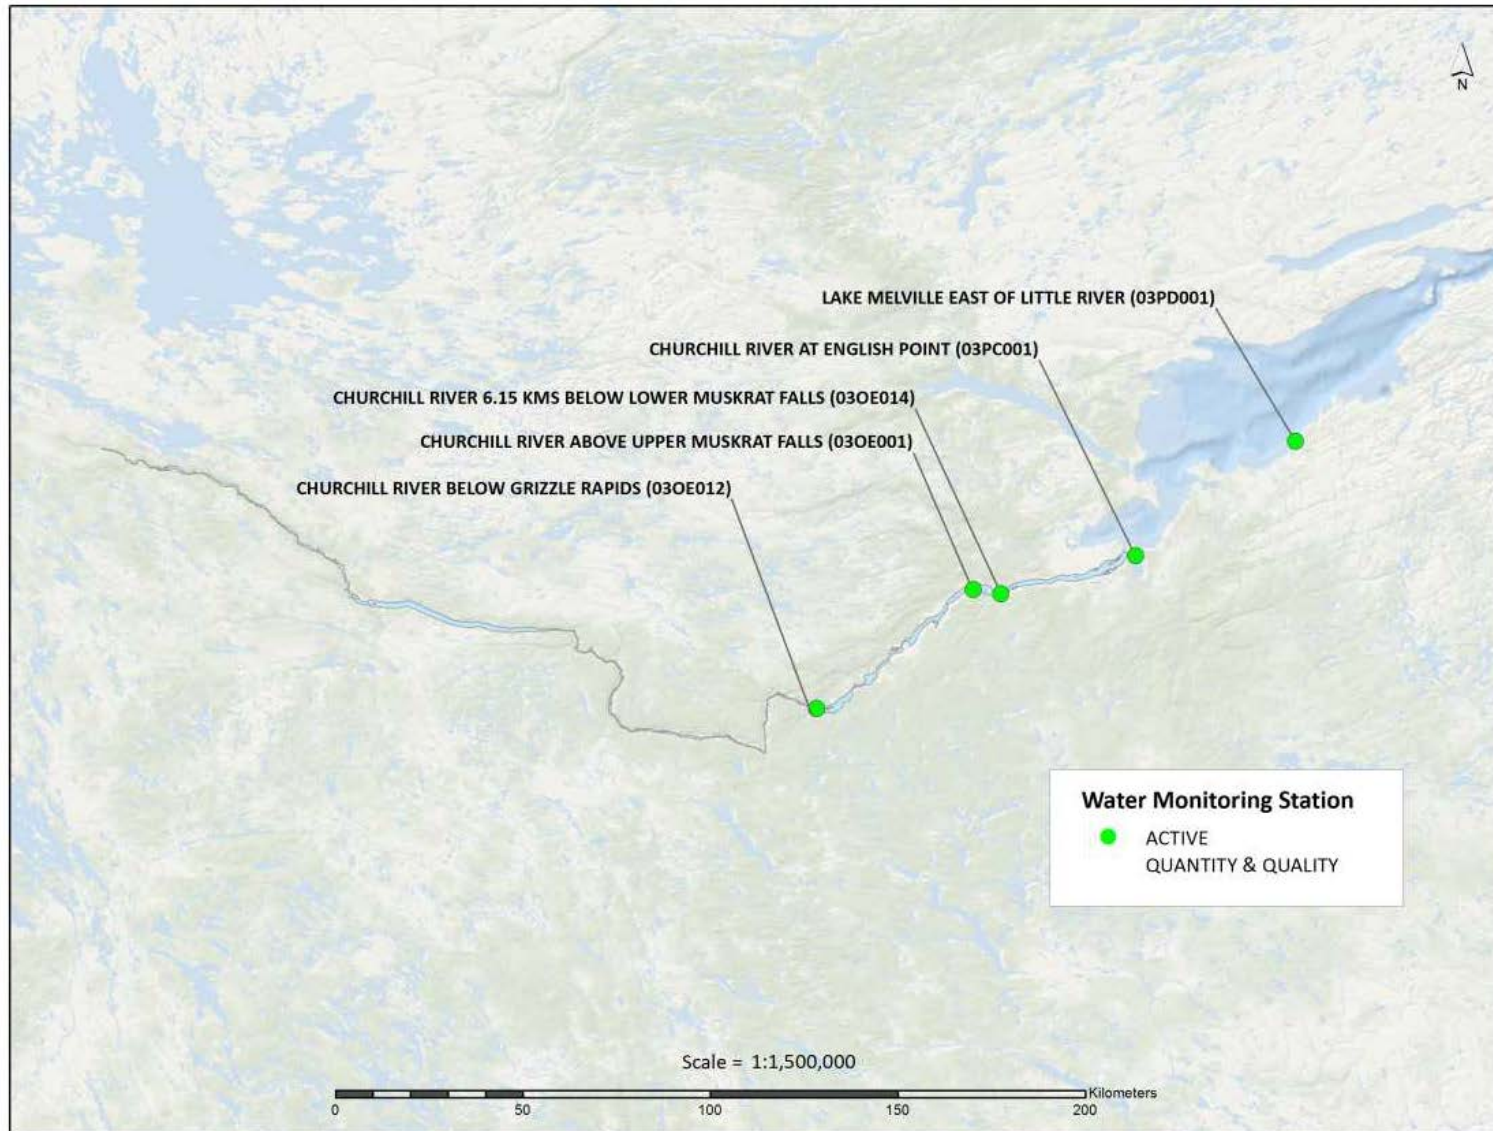 N
LAKE MELVILLE EAST OF LITTLE RIVER (03PD001)
CHURCHILL RIVER AT ENGLISH POINT (03PC001)
CHURCHILL RIVER 6.15 KMS BELOW LOWER MUSKRAT FALLS (03OE014)
CHURCHILL RIVER ABOVE UPPER MUSKRAT FALLS (03OE001)
CHURCHILL RIVER BELOW GRIZZLE RAPIDS (03OE012)
Water Monitoring Station
ACTIVE
QUANTITY & QUALITY
Scale = 1:1,500,000
Kilometers
0 50 100 150 200